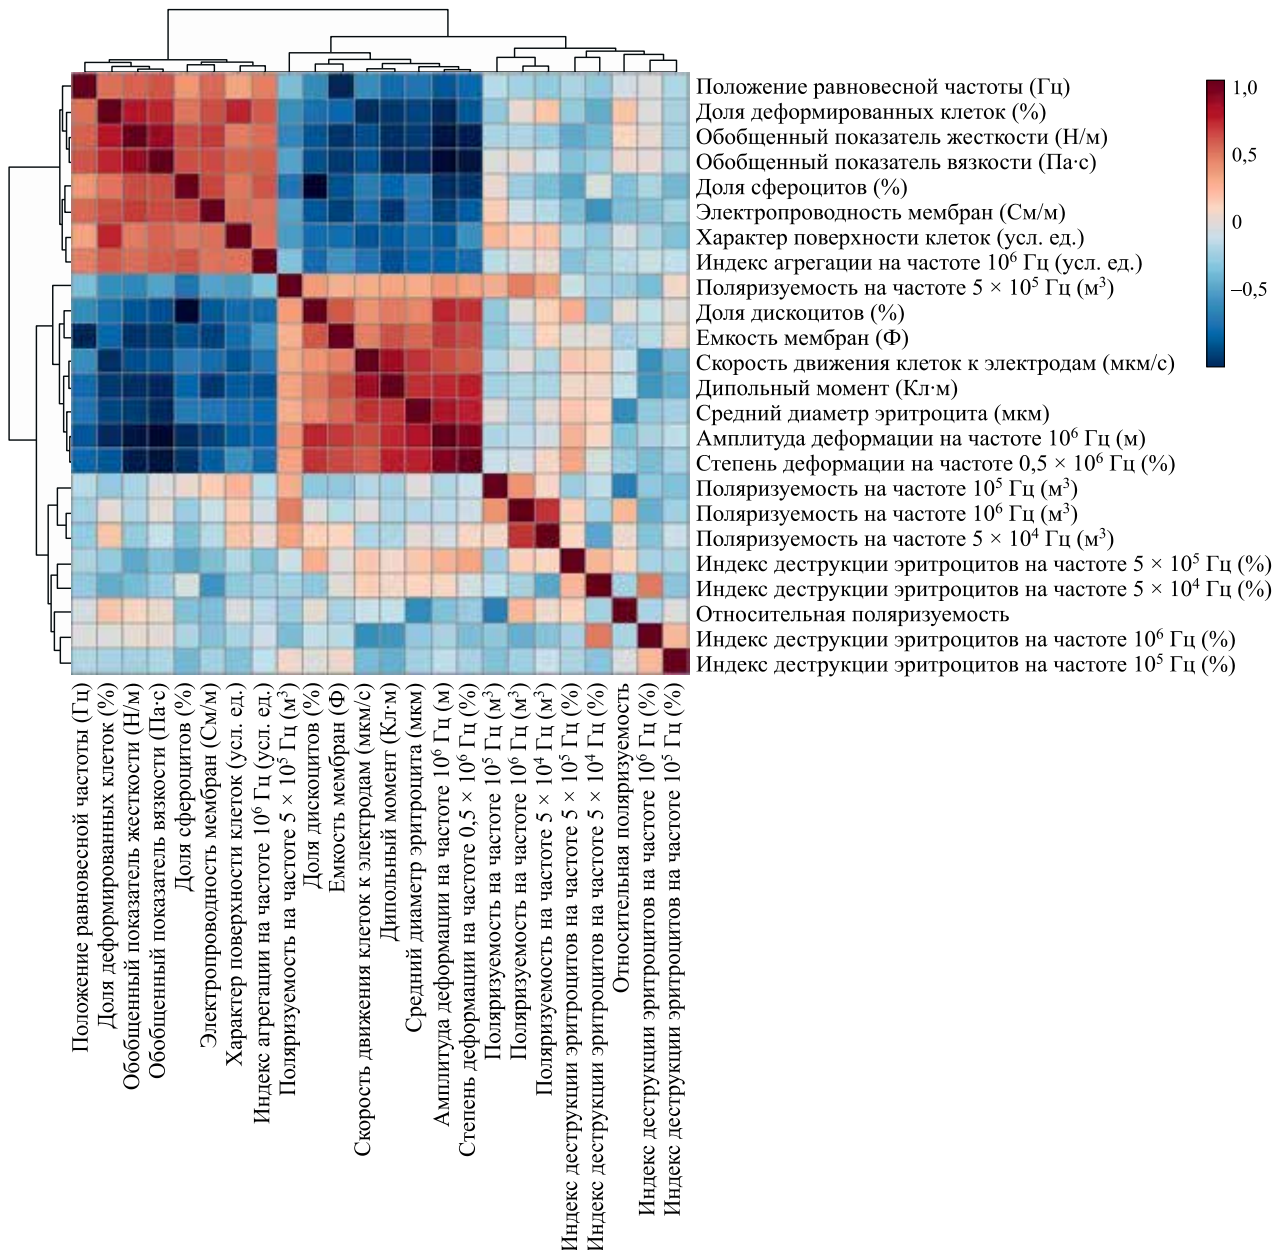 Положение равновесной частоты (Гц)
Доля деформированных клеток (%)
Обобщенный показатель жесткости (Н/м)
Обобщенный показатель вязкости (Па·с)
Доля сфероцитов (%)
Электропроводность мембран (См/м)
Характер поверхности клеток (усл. ед.)
Индекс агрегации на частоте 10⁶ Гц (усл. ед.)
Поляризуемость на частоте 5 × 10⁵ Гц (м³)
Доля дискоцитов (%)
Емкость мембран (Ф)
Скорость движения клеток к электродам (мкм/с)
Дипольный момент (Кл·м)
Средний диаметр эритроцита (мкм)
Амплитуда деформации на частоте 10⁶ Гц (м)
Степень деформации на частоте 0,5 × 10⁶ Гц (%)
Поляризуемость на частоте 10⁵ Гц (м³)
Поляризуемость на частоте 10⁶ Гц (м³)
Поляризуемость на частоте 5 × 10⁴ Гц (м³)
Индекс деструкции эритроцитов на частоте 5 × 10⁵ Гц (%)
Индекс деструкции эритроцитов на частоте 5 × 10⁴ Гц (%)
Относительная поляризуемость
Индекс деструкции эритроцитов на частоте 10⁶ Гц (%)
Индекс деструкции эритроцитов на частоте 10⁵ Гц (%)
1,0
0,5
0
–0,5
Положение равновесной частоты (Гц)
Доля деформированных клеток (%)
Обобщенный показатель жесткости (Н/м)
Обобщенный показатель вязкости (Па·с)
Доля сфероцитов (%)
Электропроводность мембран (См/м)
Характер поверхности клеток (усл. ед.)
Индекс агрегации на частоте 10⁶ Гц (усл. ед.)
Поляризуемость на частоте 5 × 10⁵ Гц (м³)
Доля дискоцитов (%)
Емкость мембран (Ф)
Скорость движения клеток к электродам (мкм/с)
Дипольный момент (Кл·м)
Средний диаметр эритроцита (мкм)
Амплитуда деформации на частоте 10⁶ Гц (м)
Степень деформации на частоте 0,5 × 10⁶ Гц (%)
Поляризуемость на частоте 10⁵ Гц (м³)
Поляризуемость на частоте 10⁶ Гц (м³)
Поляризуемость на частоте 5 × 10⁴ Гц (м³)
Индекс деструкции эритроцитов на частоте 5 × 10⁵ Гц (%)
Индекс деструкции эритроцитов на частоте 5 × 10⁴ Гц (%)
Относительная поляризуемость
Индекс деструкции эритроцитов на частоте 10⁶ Гц (%)
Индекс деструкции эритроцитов на частоте 10⁵ Гц (%)